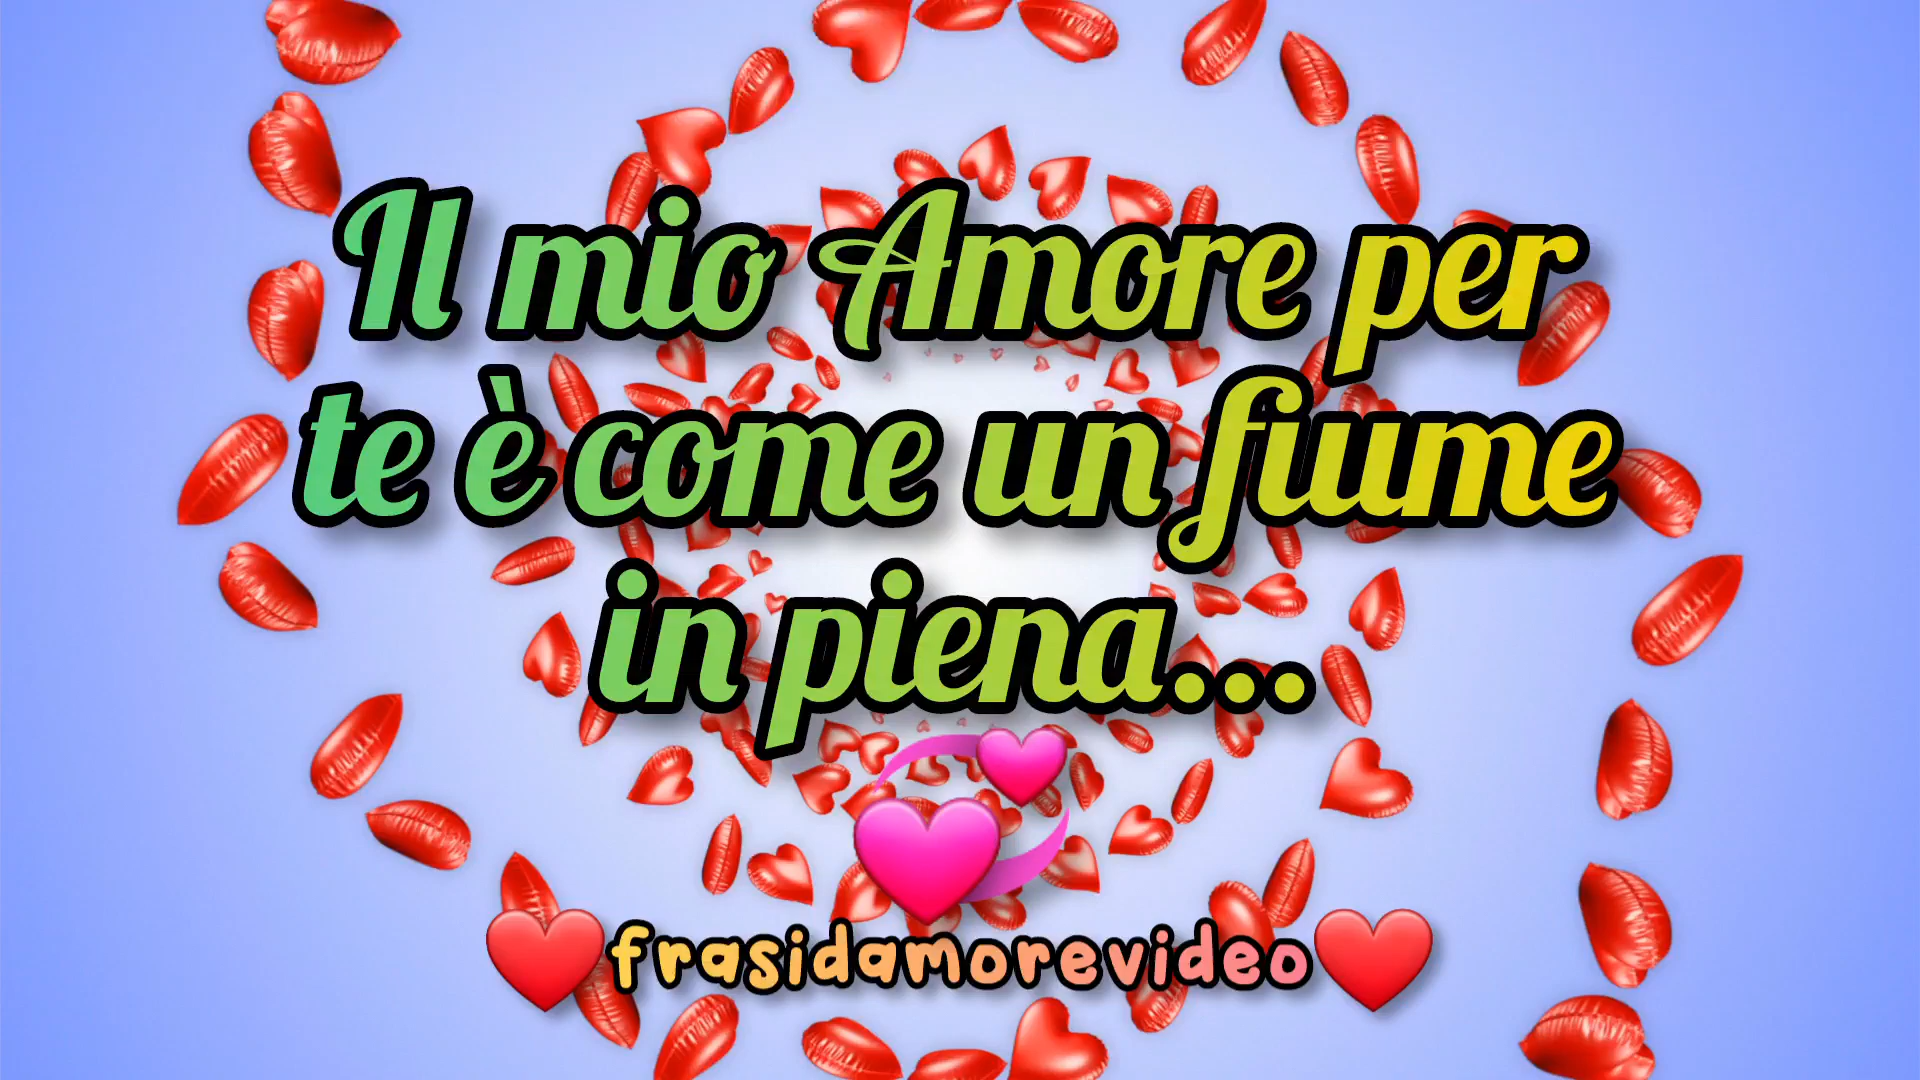 Il mio Amore per
te è come un fiume
in piena...
frasidamorevideo